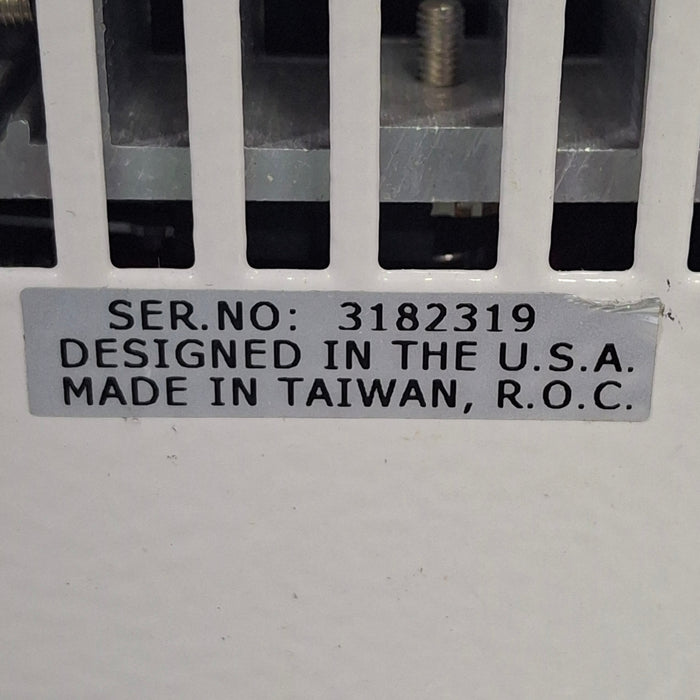 SER.NO: 3182319
DESIGNED IN THE U.S.A.
MADE IN TAIWAN, R.O.C.